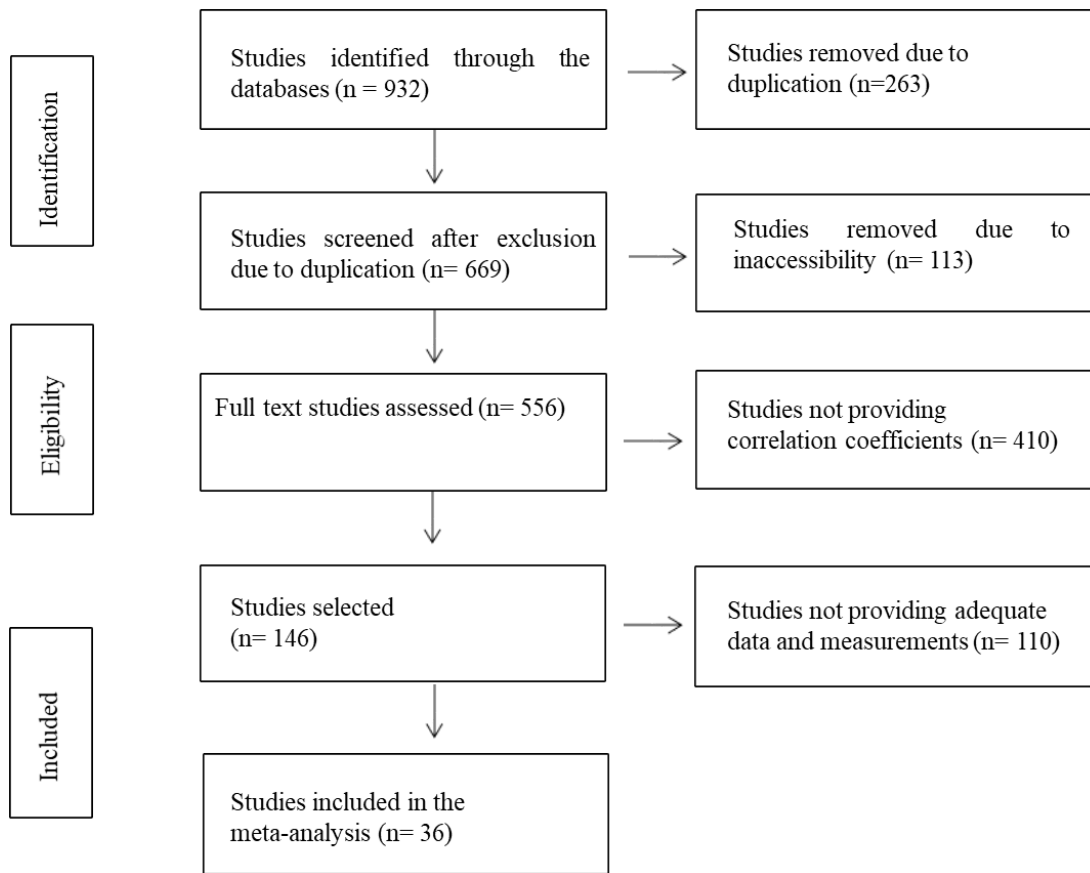 Identification
Studies identified through the
databases (n = 932)
Studies removed due to
duplication (n=263)
Studies screened after exclusion
due to duplication (n= 669)
Studies removed due to
inaccessibility (n= 113)
Eligibility
Full text studies assessed (n= 556)
Studies not providing
correlation coefficients (n= 410)
Included
Studies selected
(n= 146)
Studies not providing adequate
data and measurements (n= 110)
Studies included in the
meta-analysis (n= 36)